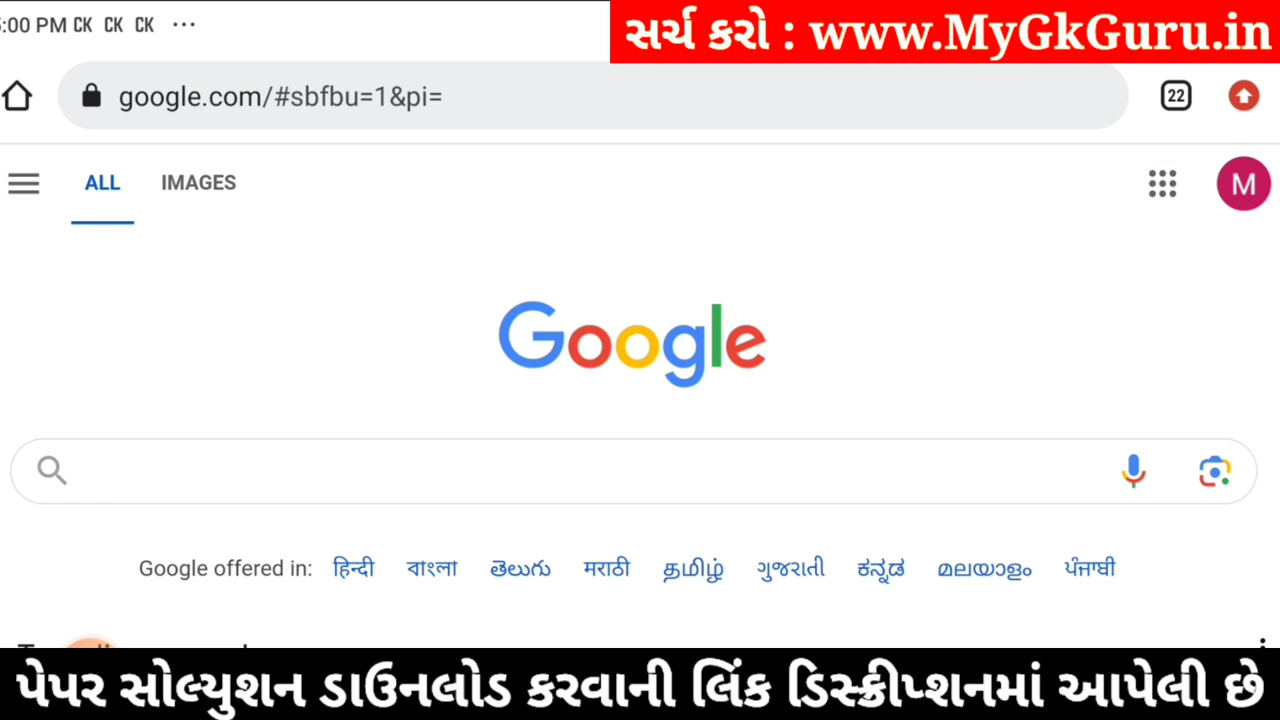 :00 PM CK CK CK ...
સર્ચ કરો : www.MyGkGuru.in
google.com/#sbfbu=1&pi=
22
ALL IMAGES
M
Google
Google offered in: हिन्दी বাংলা తెలుగు मराठी தமிழ் ગુજરાતી ಕನ್ನಡ മലയാളം ਪੰਜਾਬੀ
પેપર સોલ્યુશન ડાઉનલોડ કરવાની લિંક ડિસ્ક્રીપ્શનમાં આપેલી છે